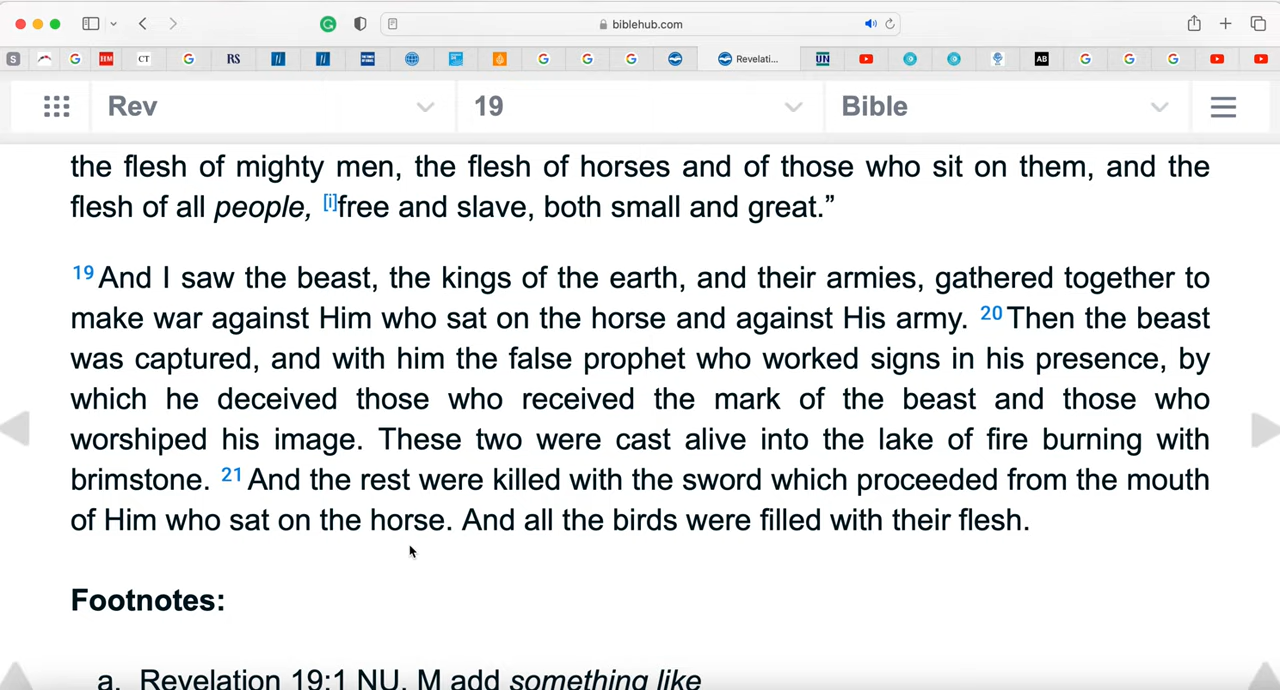 biblehub.com
S
HM
CT
RS
Revelati...
UN
AB
Rev
19
Bible
the flesh of mighty men, the flesh of horses and of those who sit on them, and the
flesh of all people, [i]free and slave, both small and great.”
19 And I saw the beast, the kings of the earth, and their armies, gathered together to
make war against Him who sat on the horse and against His army. 20 Then the beast
was captured, and with him the false prophet who worked signs in his presence, by
which he deceived those who received the mark of the beast and those who
worshiped his image. These two were cast alive into the lake of fire burning with
brimstone. 21 And the rest were killed with the sword which proceeded from the mouth
of Him who sat on the horse. And all the birds were filled with their flesh.
Footnotes:
a. Revelation 19:1 NU, M add something like